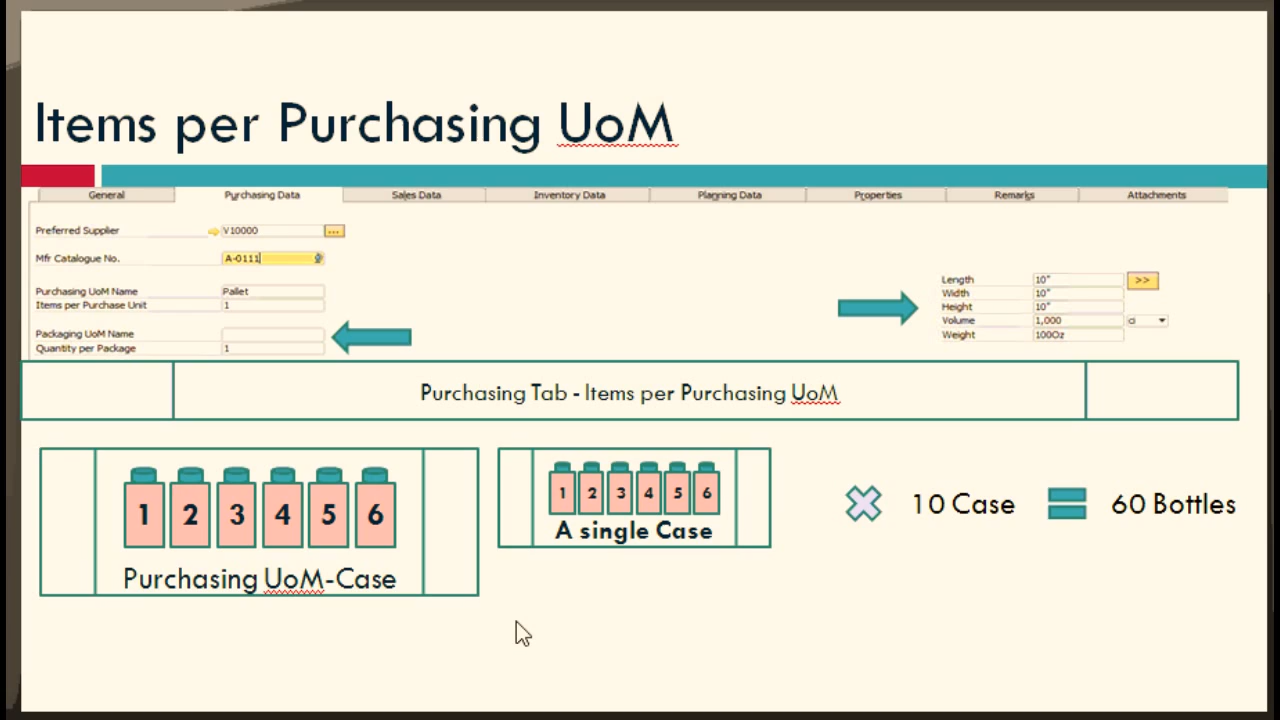 Items per Purchasing UoM
General Purchasing Data Sales Data Inventory Data Planning Data Properties Remarks Attachments
Preferred Supplier V10000 ...
Mfr Catalogue No. A-0111
Purchasing UoM Name Pallet
Items per Purchase Unit 1
Packaging UoM Name
Quantity per Package 1
Length 10" >>
Width 10"
Height 10"
Volume 1,000 ci
Weight 100Oz
Purchasing Tab - Items per Purchasing UoM
1 2 3 4 5 6
Purchasing UoM-Case
1 2 3 4 5 6
A single Case
10 Case
60 Bottles